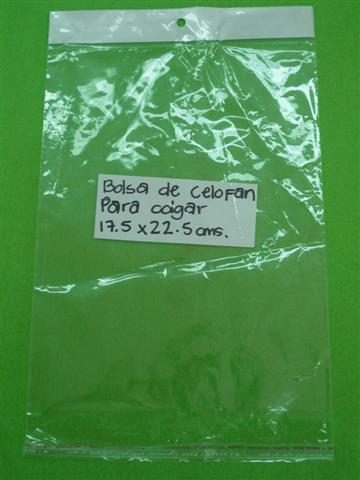 Bolsa de celofan
Para colgar
17.5 x 22.5 cms.